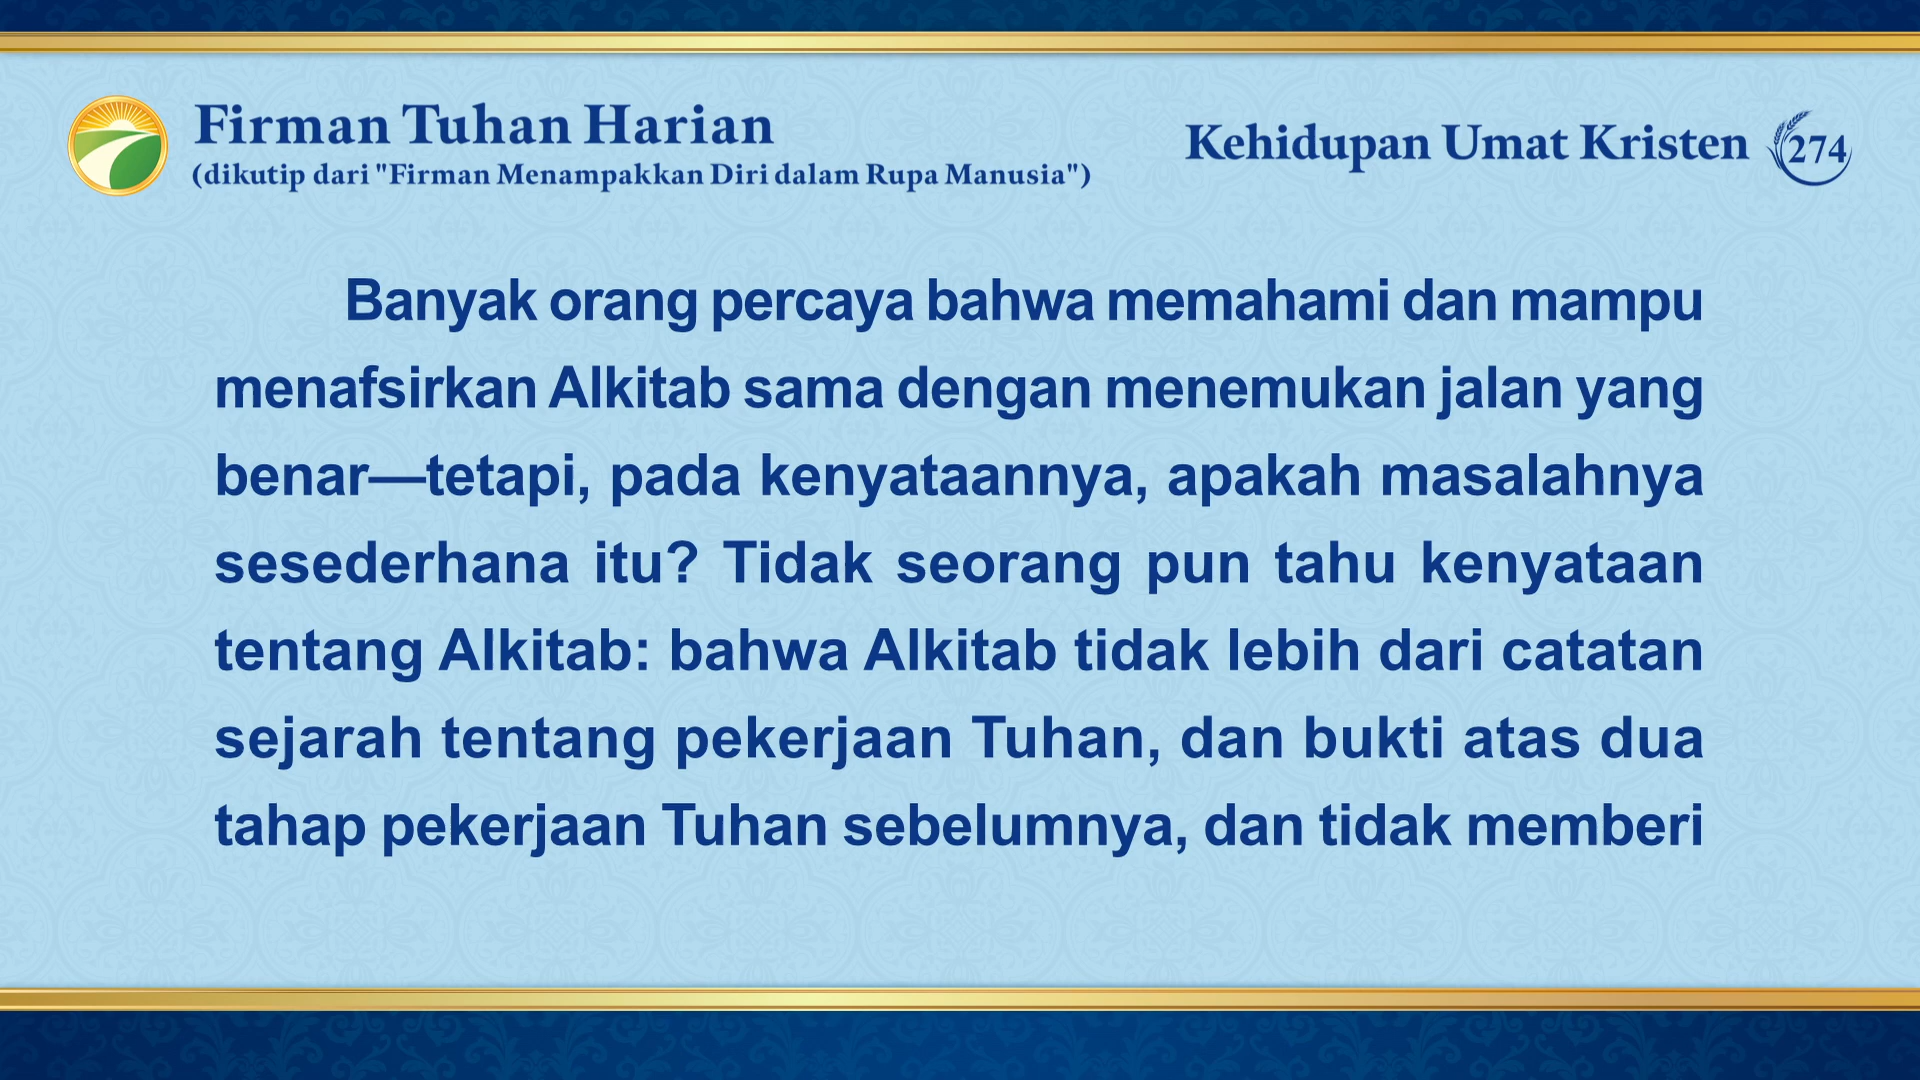 Firman Tuhan Harian
(dikutip dari "Firman Menampakkan Diri dalam Rupa Manusia")
Kehidupan Umat Kristen 274
Banyak orang percaya bahwa memahami dan mampu
menafsirkan Alkitab sama dengan menemukan jalan yang
benar—tetapi, pada kenyataannya, apakah masalahnya
sesederhana itu? Tidak seorang pun tahu kenyataan
tentang Alkitab: bahwa Alkitab tidak lebih dari catatan
sejarah tentang pekerjaan Tuhan, dan bukti atas dua
tahap pekerjaan Tuhan sebelumnya, dan tidak memberi